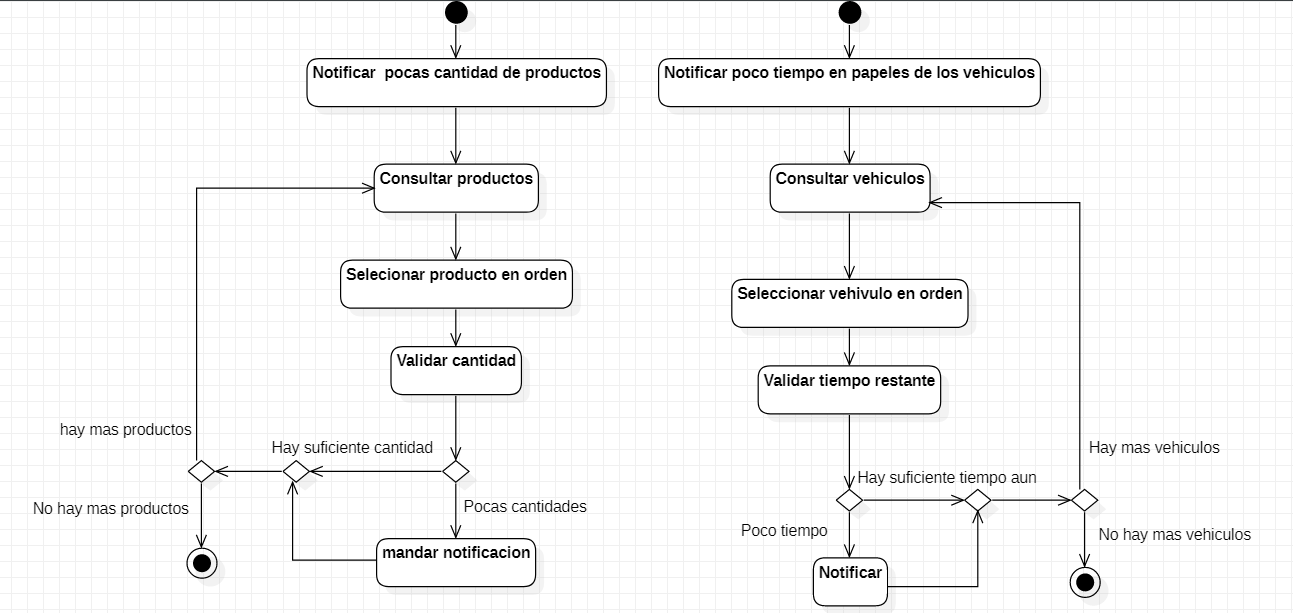 Notificar  pocas cantidad de productos
Consultar productos
Selecionar producto en orden
Validar cantidad
hay mas productos
Hay suficiente cantidad
Pocas cantidades
No hay mas productos
mandar notificacion
Notificar poco tiempo en papeles de los vehiculos
Consultar vehiculos
Seleccionar vehivulo en orden
Validar tiempo restante
Hay mas vehiculos
Hay suficiente tiempo aun
Poco tiempo
No hay mas vehiculos
Notificar